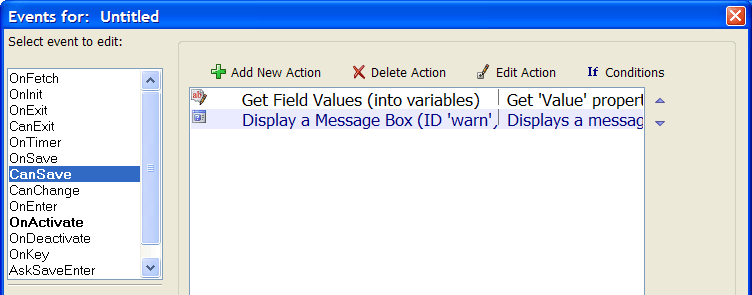 Events for: Untitled
Select event to edit:
Add New Action Delete Action Edit Action If Conditions
OnFetch
OnInit
OnExit
CanExit
OnTimer
OnSave
CanSave
CanChange
OnEnter
OnActivate
OnDeactivate
OnKey
AskSaveEnter
Get Field Values (into variables) Get 'Value' propert
Display a Message Box (ID 'warn', Displays a messag